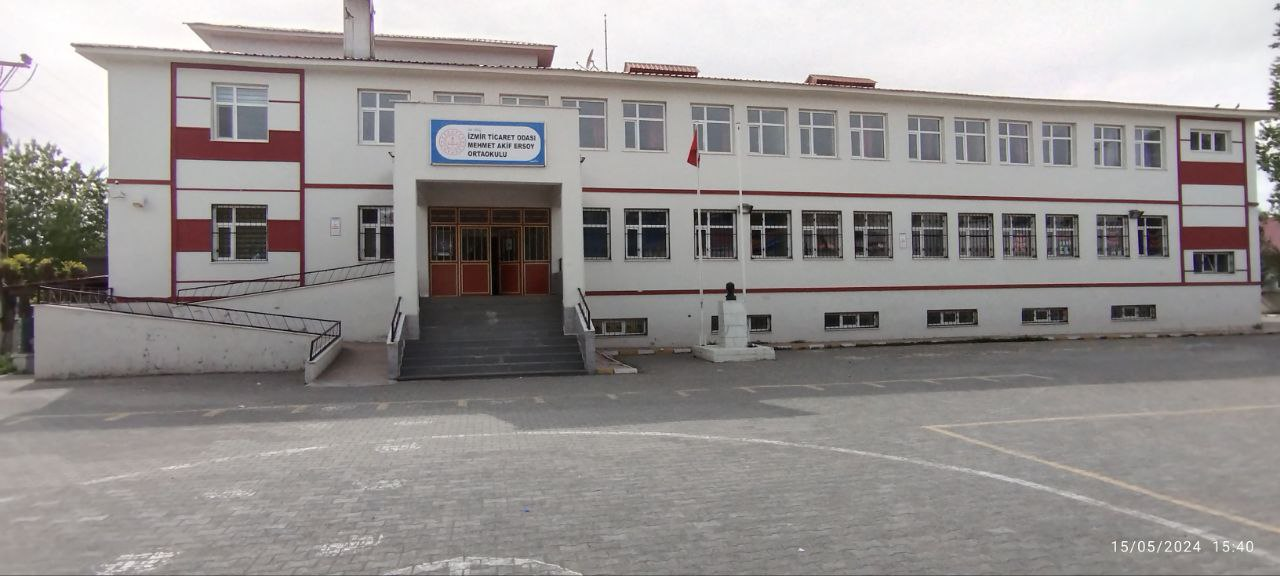 İZMİR TİCARET ODASI
MEHMET AKİF ERSOY
ORTAOKULU
15/05/2024 15:40